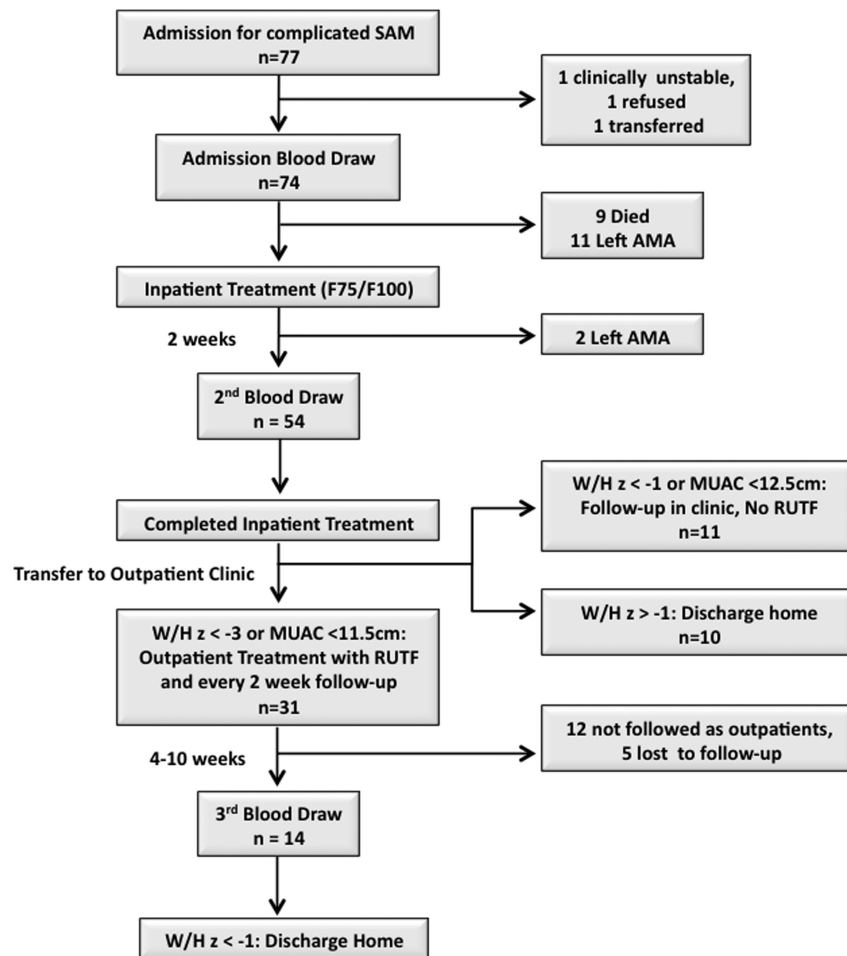 Admission for complicated SAM
n=77
1 clinically unstable,
1 refused
1 transferred
Admission Blood Draw
n=74
9 Died
11 Left AMA
Inpatient Treatment (F75/F100)
2 weeks
2 Left AMA
2nd Blood Draw
n = 54
W/H z < -1 or MUAC <12.5cm:
Follow-up in clinic, No RUTF
n=11
Completed Inpatient Treatment
Transfer to Outpatient Clinic
W/H z > -1: Discharge home
n=10
W/H z < -3 or MUAC <11.5cm:
Outpatient Treatment with RUTF
and every 2 week follow-up
n=31
12 not followed as outpatients,
5 lost to follow-up
4-10 weeks
3rd Blood Draw
n = 14
W/H z < -1: Discharge Home